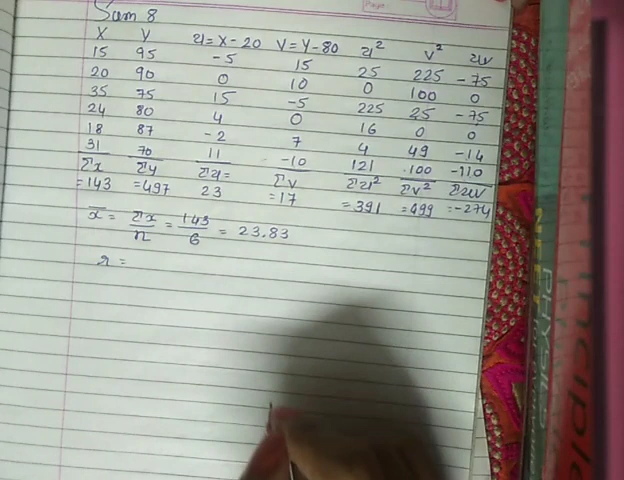 Sum 8
X Y u = X - 20 V = Y - 80 u² v² uv
15 95 -5 15 25 225 -75
20 90 0 10 0 100 0
35 75 15 -5 225 25 -75
24 80 4 0 16 0 0
18 87 -2 7 4 49 -14
31 70 11 -10 121 100 -110
Σx Σy Σu= Σv Σu² Σv² Σuv
=143 =497 23 =17 =391 =499 =-274
x̄ = Σx/n = 143/6 = 23.83
r =
Page
PHYSICS